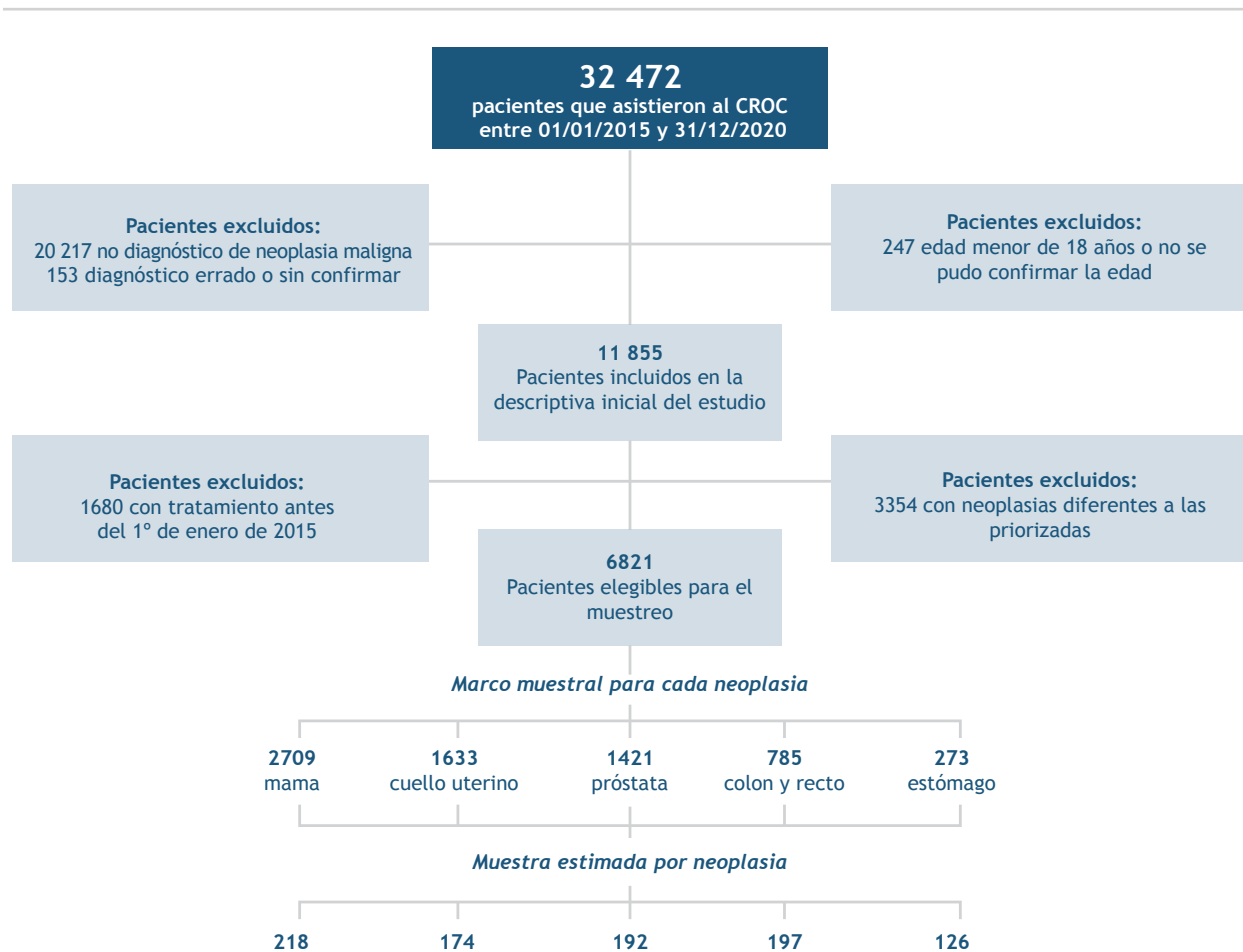 32 472
pacientes que asistieron al CROC
entre 01/01/2015 y 31/12/2020
Pacientes excluidos:
20 217 no diagnóstico de neoplasia maligna
153 diagnóstico errado o sin confirmar
Pacientes excluidos:
247 edad menor de 18 años o no se
pudo confirmar la edad
11 855
Pacientes incluidos en la
descriptiva inicial del estudio
Pacientes excluidos:
1680 con tratamiento antes
del 1º de enero de 2015
Pacientes excluidos:
3354 con neoplasias diferentes a las
priorizadas
6821
Pacientes elegibles para el
muestreo
Marco muestral para cada neoplasia
2709 1633 1421 785 273
mama cuello uterino próstata colon y recto estómago
Muestra estimada por neoplasia
218 174 192 197 126